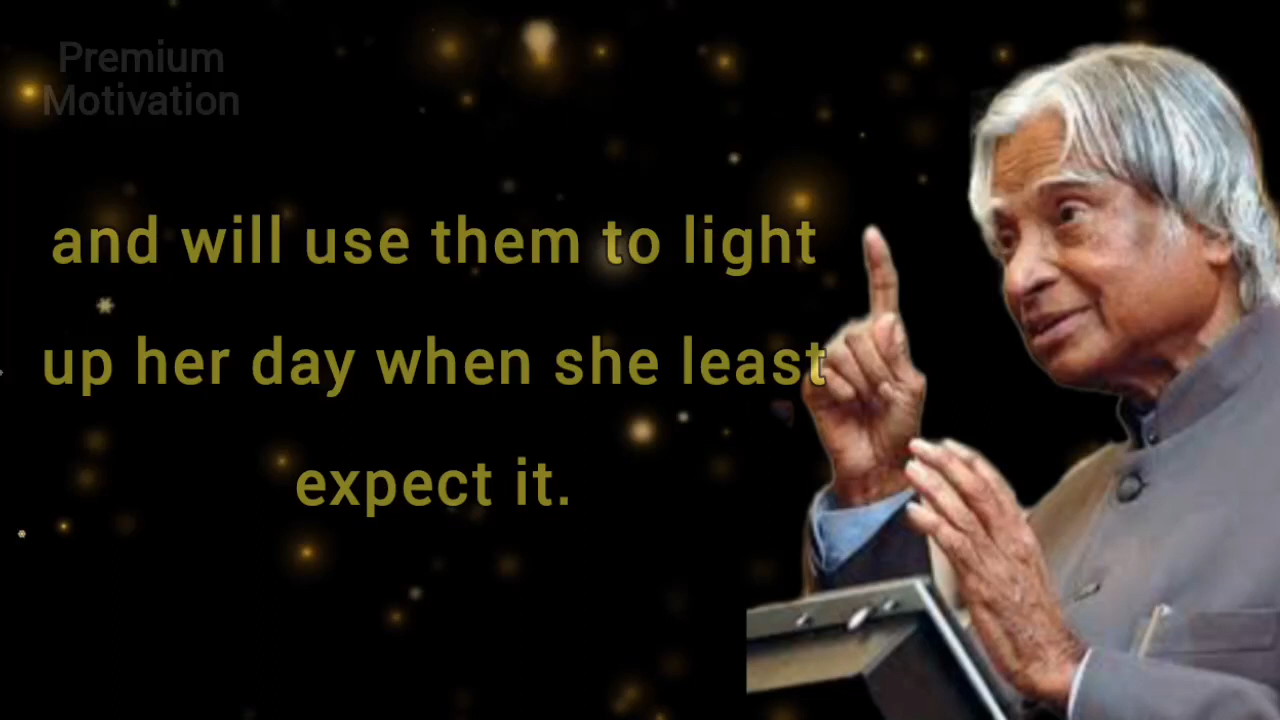 Premium
Motivation
and will use them to light
up her day when she least
expect it.